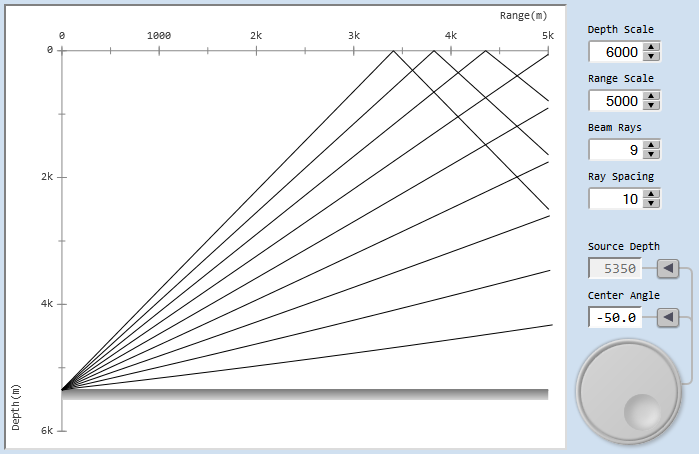 Range(m)
0 1000 2k 3k 4k 5k
0
2k
4k
6k
Depth(m)
Depth Scale
6000
Range Scale
5000
Beam Rays
9
Ray Spacing
10
Source Depth
5350
Center Angle
-50.0